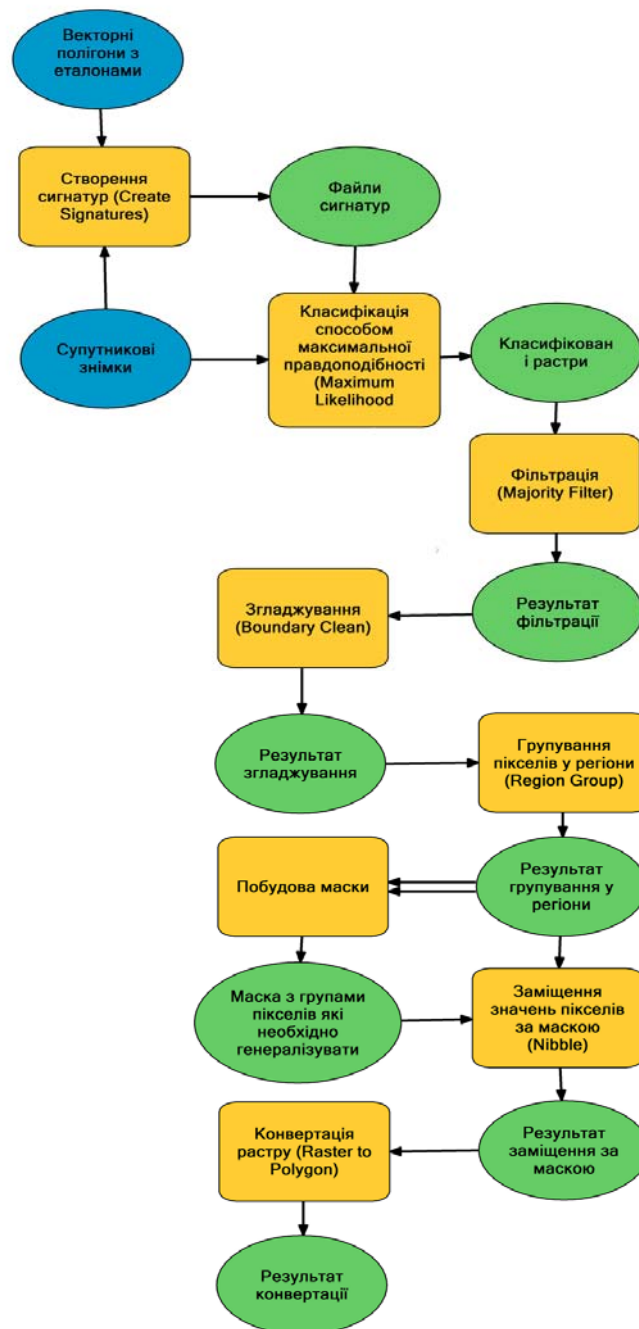 Векторні
полігони з
еталонами
Створення
сигнатур (Create
Signatures)
Файли
сигнатур
Супутникові
знімки
Класифікація
способом
максимальної
правдоподібності
(Maximum
Likelihood
Класифікован
і растри
Фільтрація
(Majority Filter)
Результат
фільтрації
Згладжування
(Boundary Clean)
Результат
згладжування
Групування
пікселів у регіони
(Region Group)
Результат
групування у
регіони
Побудова маски
Маска з групами
пікселів які
необхідно
генералізувати
Заміщення
значень пікселів
за маскою
(Nibble)
Результат
заміщення за
маскою
Конвертація
растру (Raster to
Polygon)
Результат
конвертації